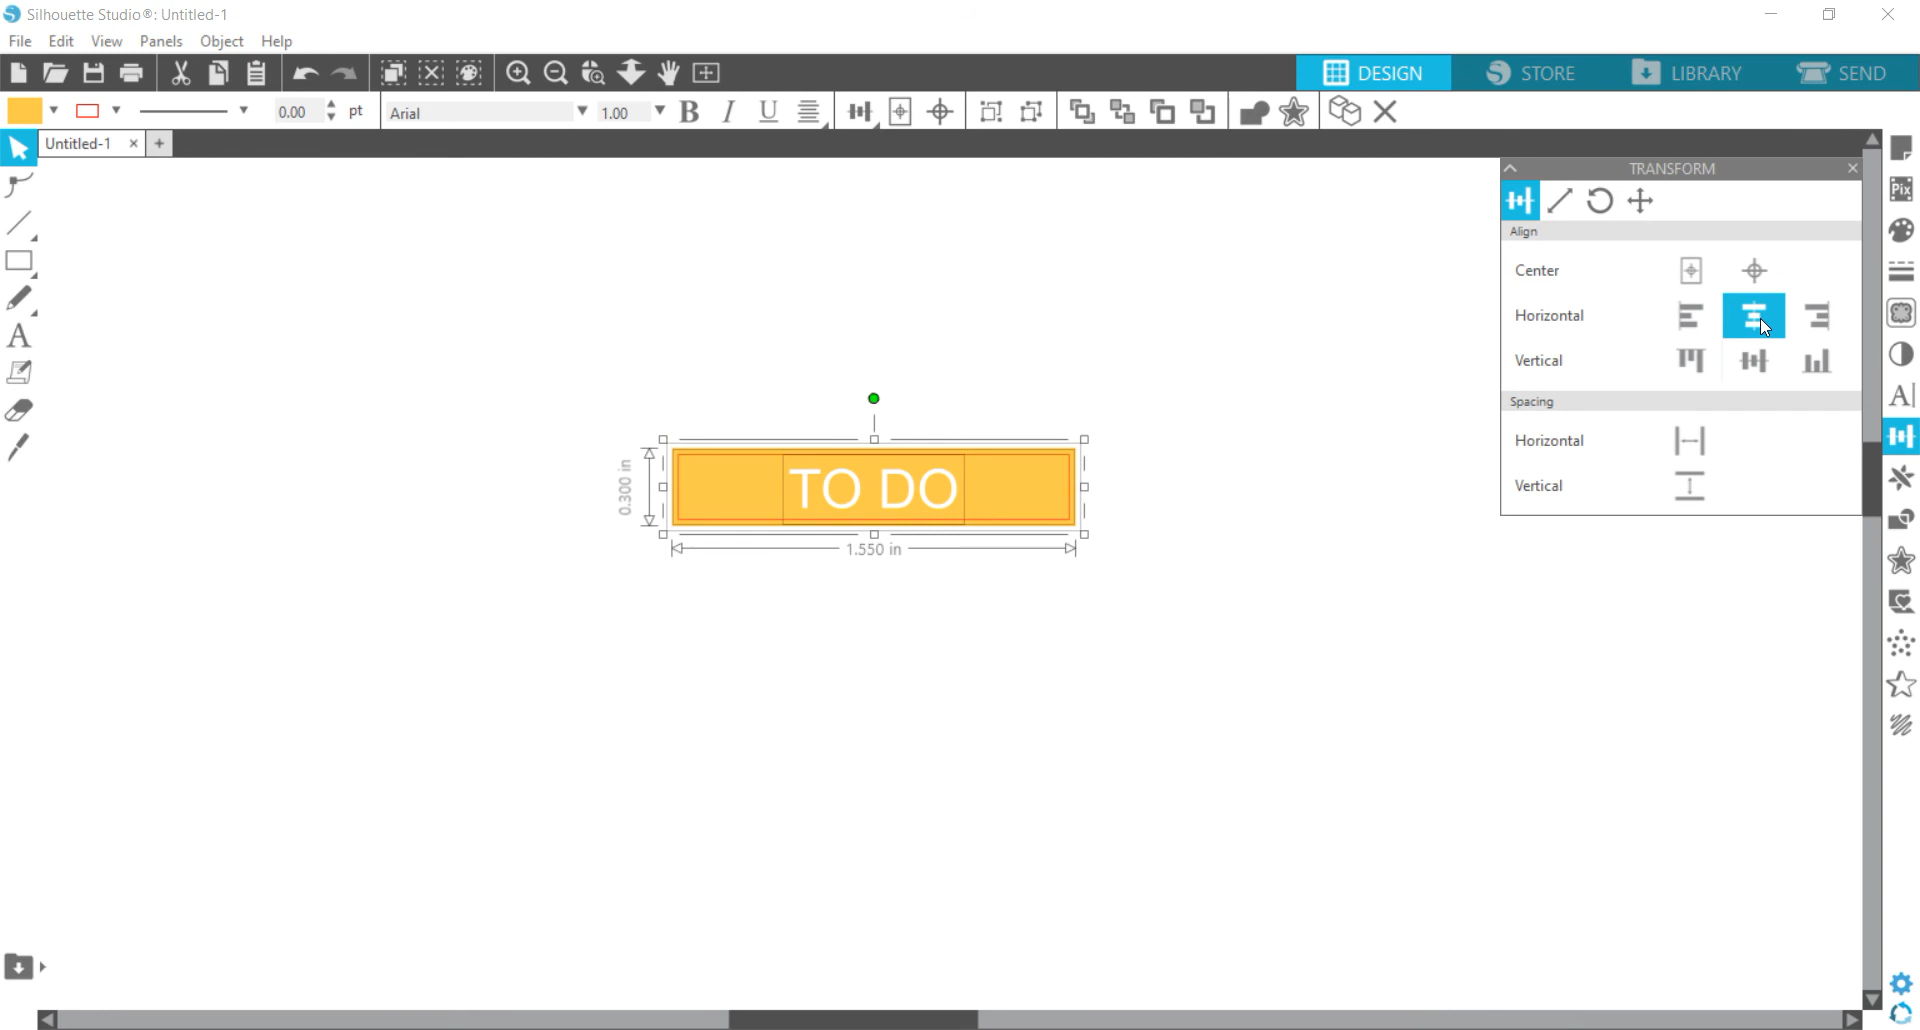 Silhouette Studio®: Untitled-1
File Edit View Panels Object Help
DESIGN STORE LIBRARY SEND
0.00 pt Arial 1.00
Untitled-1
TRANSFORM
Pix
Align
Center
Horizontal
Vertical
Spacing
Horizontal
Vertical
TO DO
0.300 in
1.550 in